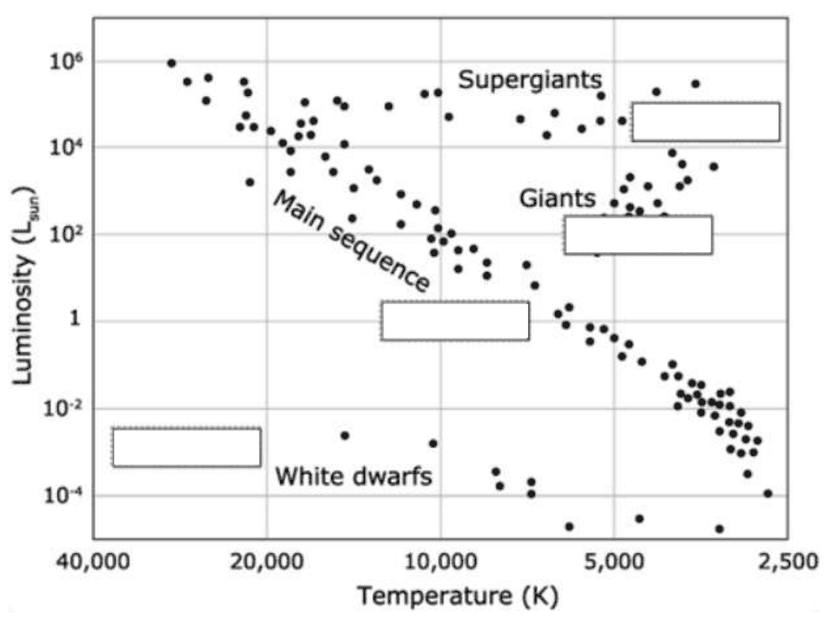 10⁶
Supergiants
10⁴
Giants
Main sequence
10²
Luminosity (Lₛᵤₙ)
1
10⁻²
White dwarfs
10⁻⁴
40,000 20,000 10,000 5,000 2,500
Temperature (K)